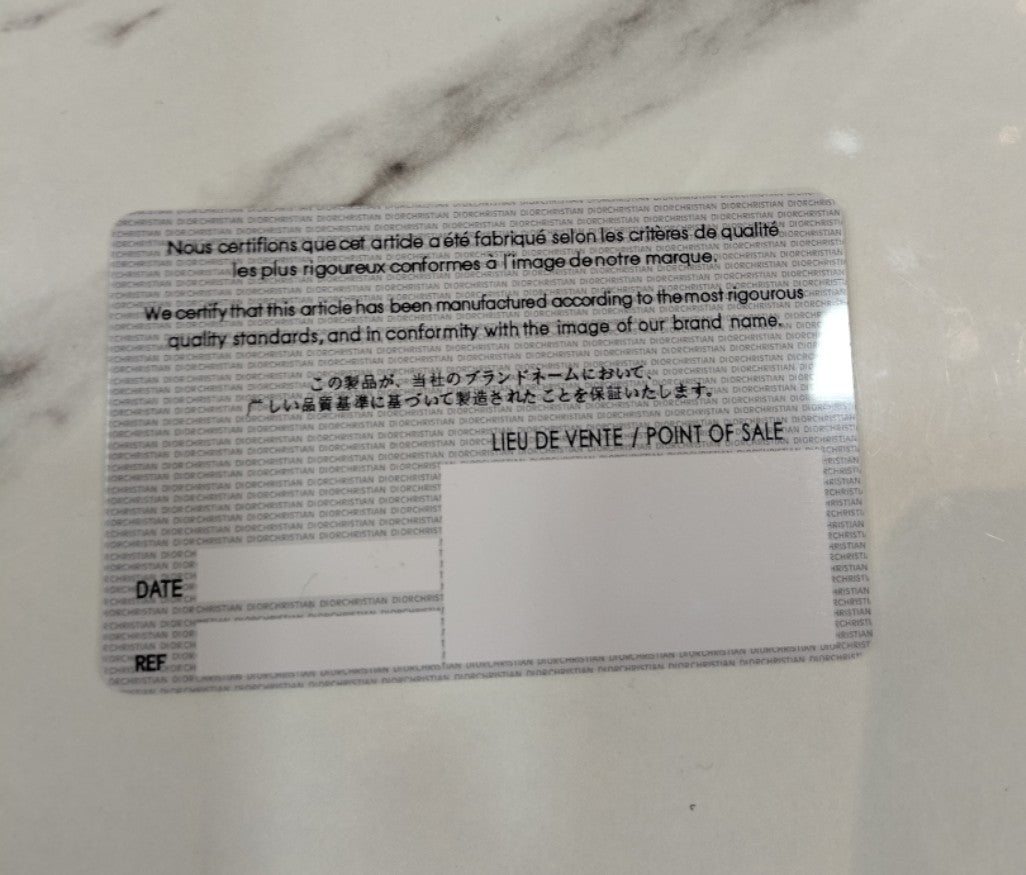 Nous certifions que cet article a été fabriqué selon les critères de qualité
les plus rigoureux conformes à l'image de notre marque.
We certify that this article has been manufactured according to the most rigourous
quality standards, and in conformity with the image of our brand name.
この製品が、当社のブランドネームにおいて、
しい品質基準に基づいて製造されたことを保証いたします。
LIEU DE VENTE / POINT OF SALE
DATE
REF